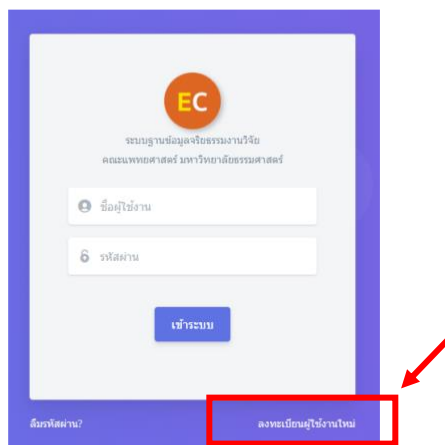 EC
ระบบฐานข้อมูลจริยธรรมงานวิจัย
คณะแพทยศาสตร์ มหาวิทยาลัยธรรมศาสตร์
ชื่อผู้ใช้งาน
รหัสผ่าน
เข้าระบบ
ลืมรหัสผ่าน?
ลงทะเบียนผู้ใช้งานใหม่